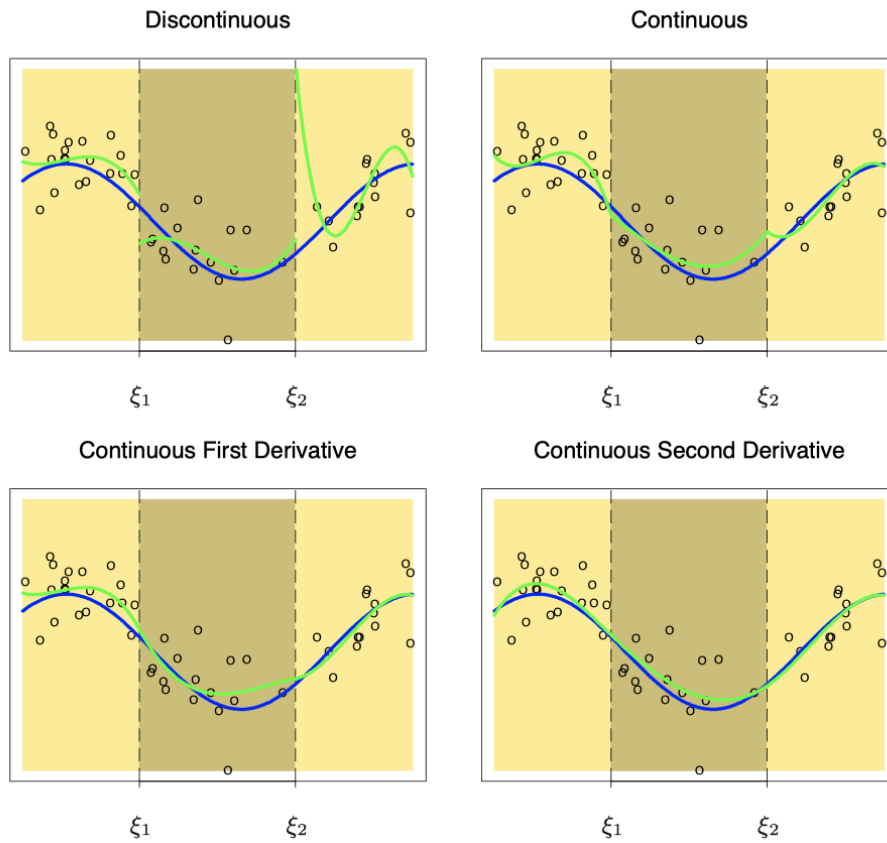 Discontinuous
Continuous
ξ₁ ξ₂
ξ₁ ξ₂
Continuous First Derivative
Continuous Second Derivative
ξ₁ ξ₂
ξ₁ ξ₂